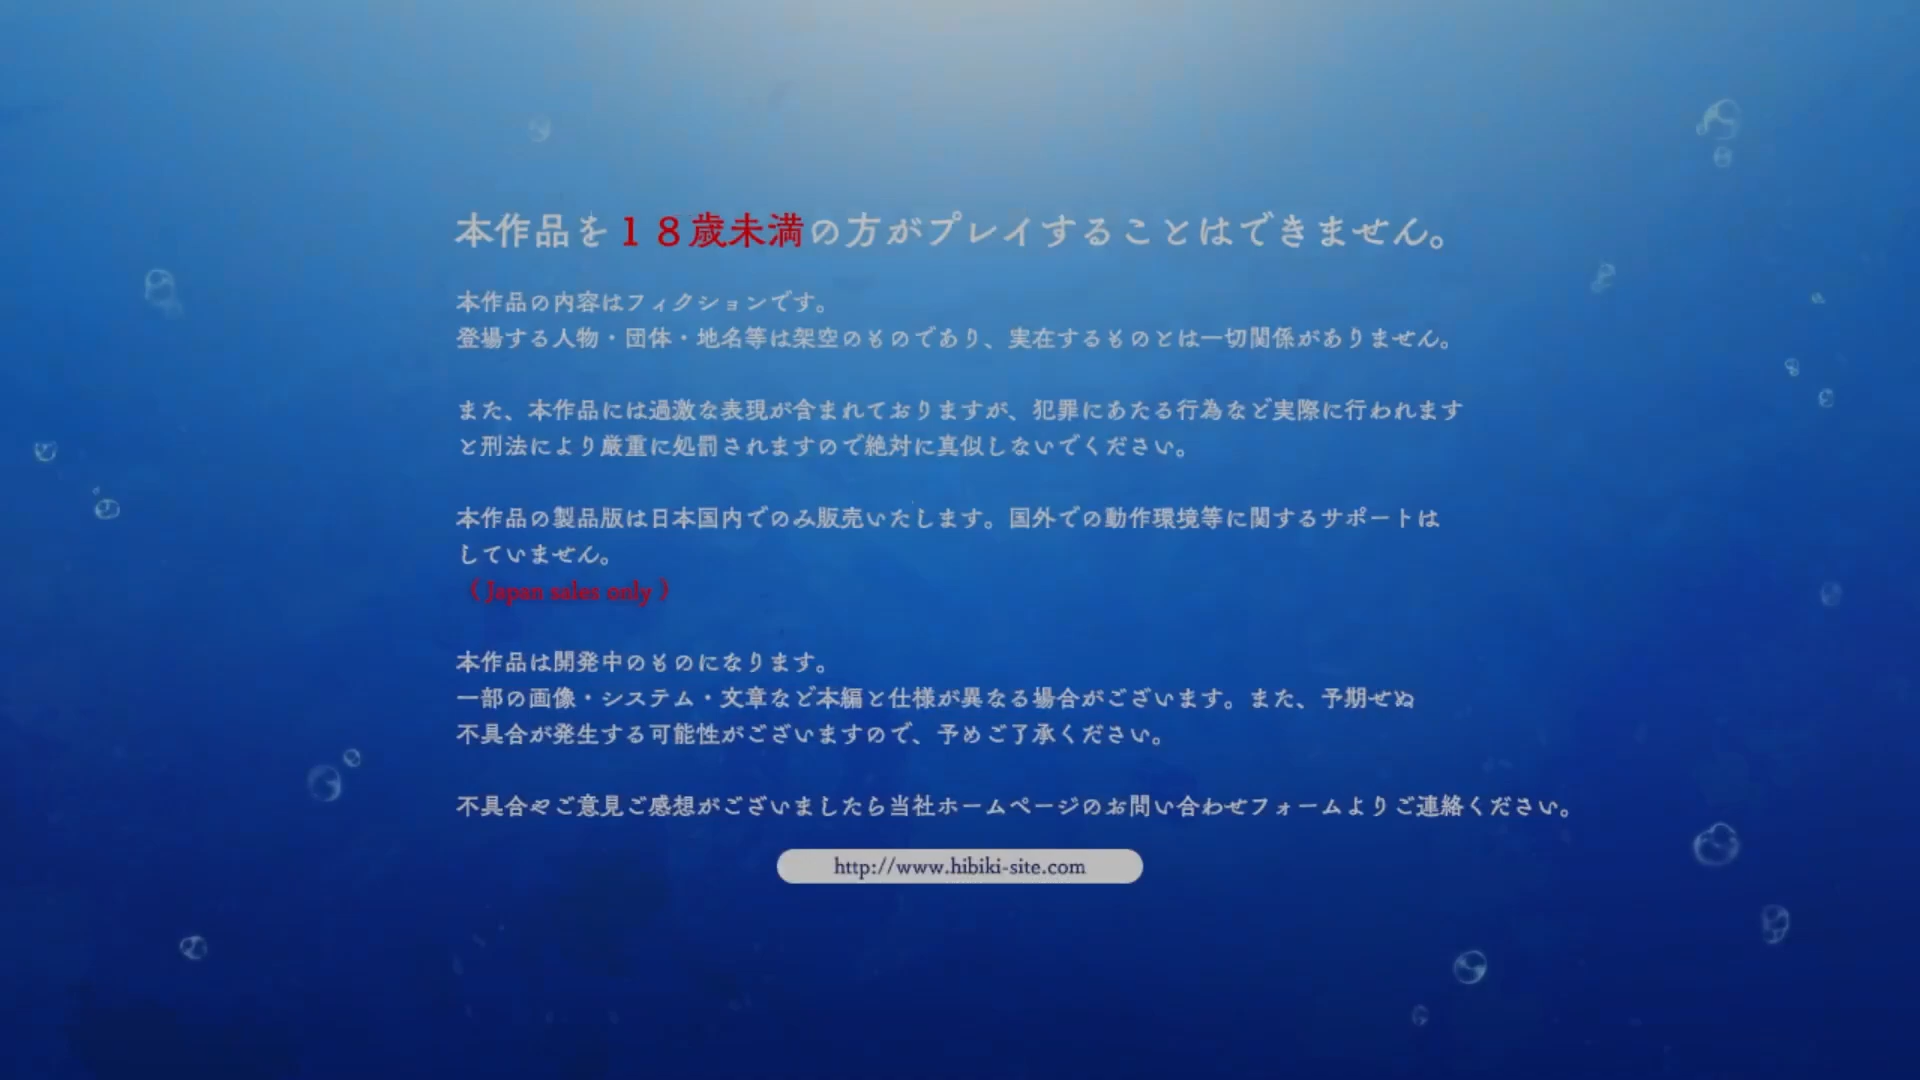 本作品を１８歳未満の方がプレイすることはできません。
本作品の内容はフィクションです。
登場する人物・団体・地名等は架空のものであり、実在するものとは一切関係がありません。
また、本作品には過激な表現が含まれておりますが、犯罪にあたる行為など実際に行われます
と刑法により厳重に処罰されますので絶対に真似しないでください。
本作品の製品版は日本国内でのみ販売いたします。国外での動作環境等に関するサポートは
していません。
（Japan sales only）
本作品は開発中のものになります。
一部の画像・システム・文章など本編と仕様が異なる場合がございます。また、予期せぬ
不具合が発生する可能性がございますので、予めご了承ください。
不具合やご意見ご感想がございましたら当社ホームページのお問い合わせフォームよりご連絡ください。
http://www.hibiki-site.com